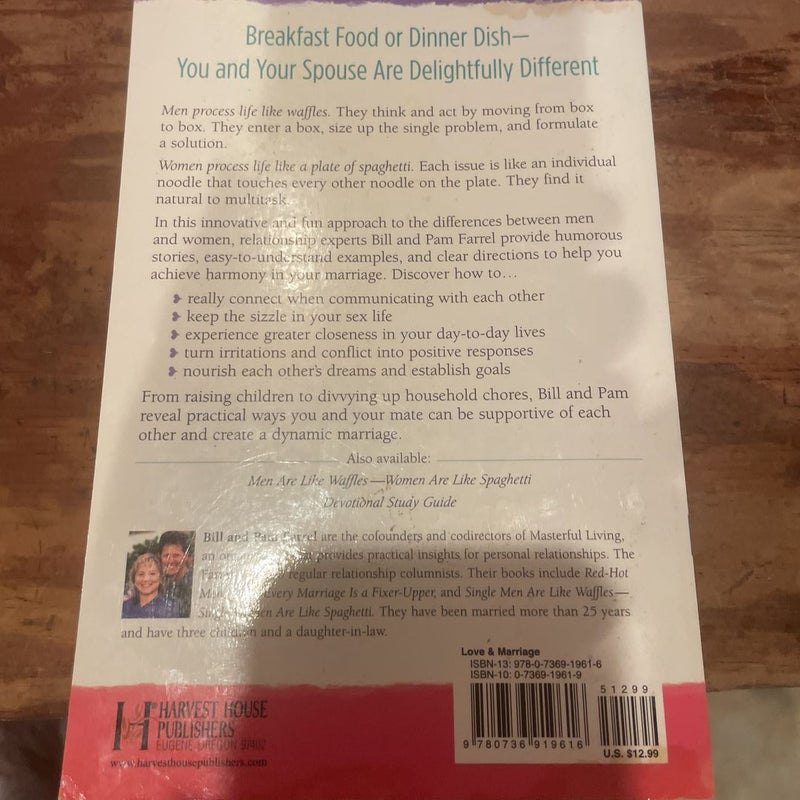 Breakfast Food or Dinner Dish—
You and Your Spouse Are Delightfully Different
Men process life like waffles. They think and act by moving from box
to box. They enter a box, size up the single problem, and formulate
a solution.
Women process life like a plate of spaghetti. Each issue is like an individual
noodle that touches every other noodle on the plate. They find it
natural to multitask.
In this innovative and fun approach to the differences between men
and women, relationship experts Bill and Pam Farrel provide humorous
stories, easy-to-understand examples, and clear directions to help you
achieve harmony in your marriage. Discover how to…
really connect when communicating with each other
keep the sizzle in your sex life
experience greater closeness in your day-to-day lives
turn irritations and conflict into positive responses
nourish each other's dreams and establish goals
From raising children to divvying up household chores, Bill and Pam
reveal practical ways you and your mate can be supportive of each
other and create a dynamic marriage.
Also available:
Men Are Like Waffles—Women Are Like Spaghetti
Devotional Study Guide
Bill and Pam Farrel are the cofounders and codirectors of Masterful Living,
an provides practical insights for personal relationships. The
regular relationship columnists. Their books include Red-Hot
Every Marriage Is a Fixer-Upper, and Single Men Are Like Waffles—
Single Women Are Like Spaghetti. They have been married more than 25 years
and have three children and a daughter-in-law.
Love & Marriage
ISBN-13: 978-0-7369-1961-6
ISBN-10: 0-7369-1961-9
51299
9 780736 919616
U.S. $12.99
HARVEST HOUSE
PUBLISHERS
EUGENE, OREGON 97402
www.harvesthousepublishers.com